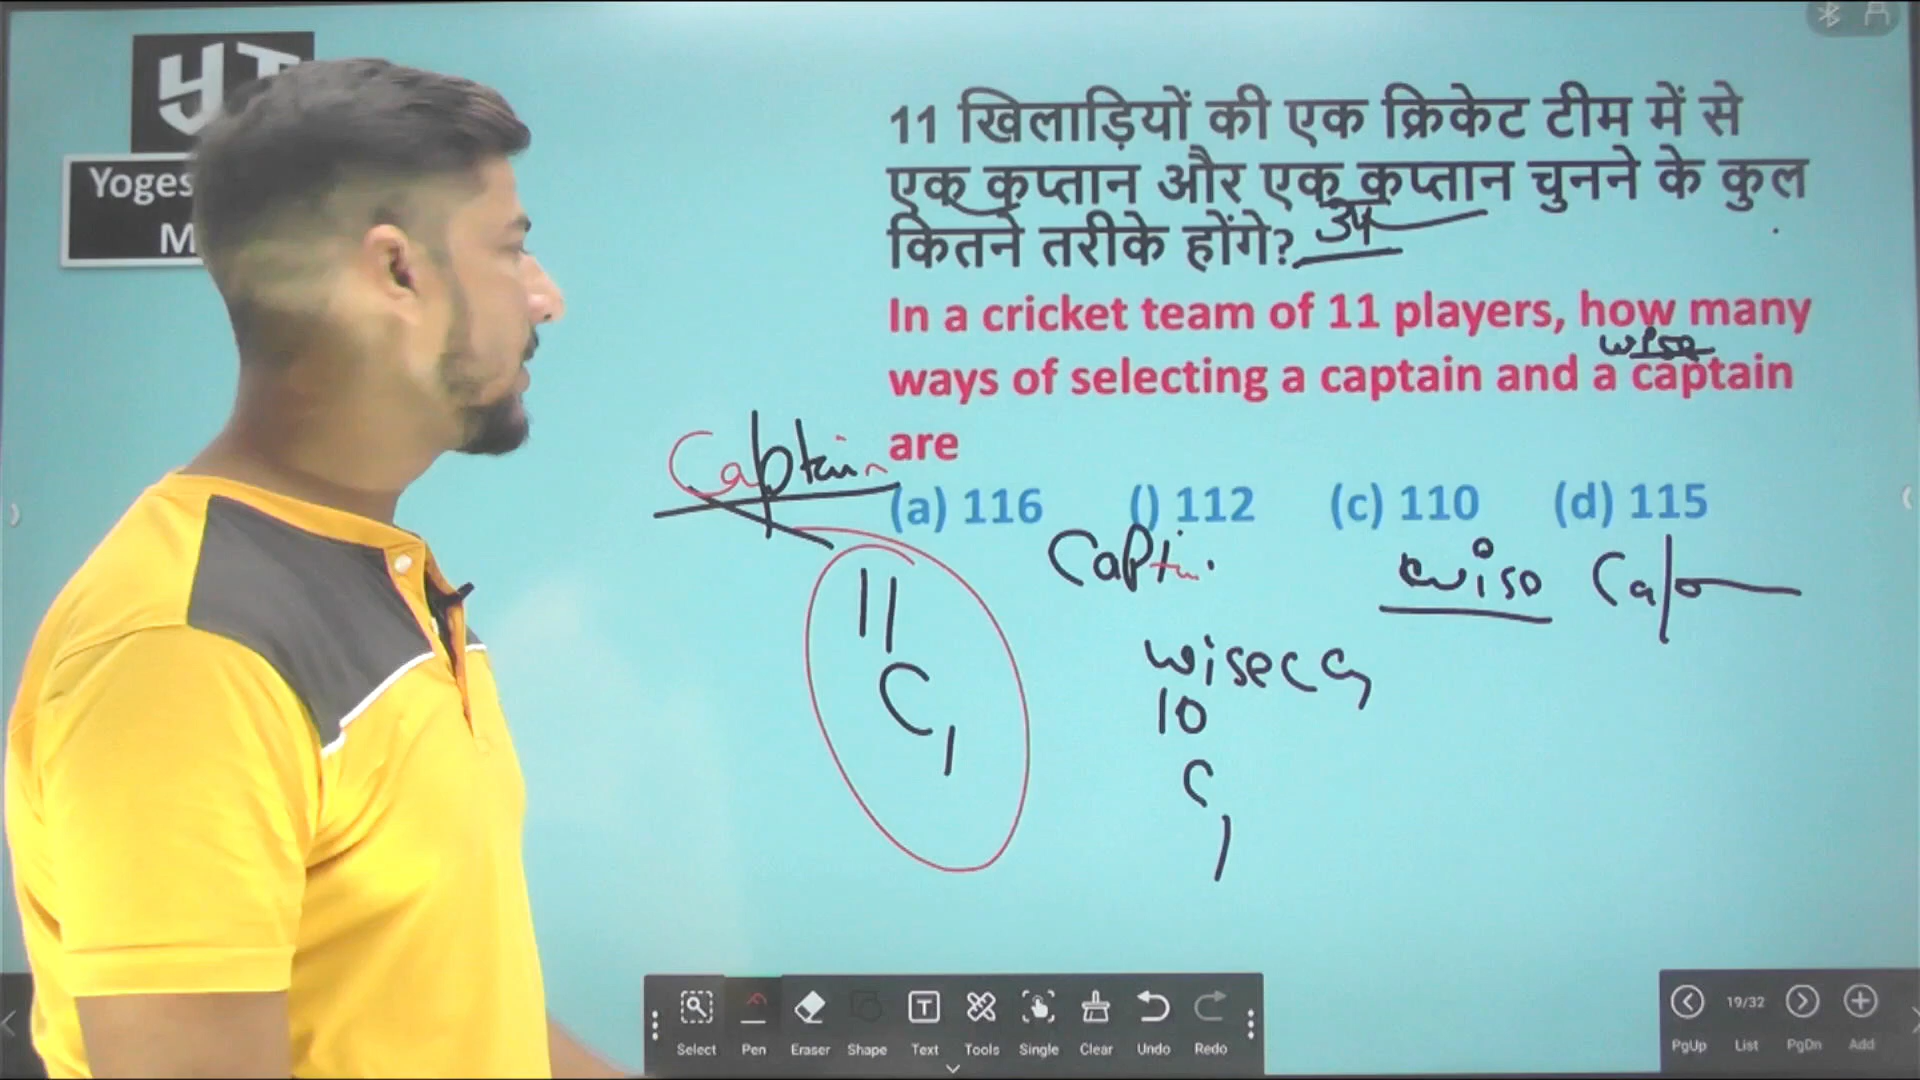 Yoges
M
11 खिलाड़ियों की एक क्रिकेट टीम में से
एक कप्तान और एक कप्तान चुनने के कुल
कितने तरीके होंगे?
In a cricket team of 11 players, how many
wise
ways of selecting a captain and a captain
are
Captain
(a) 116 () 112 (c) 110 (d) 115
11
C
1
wise
10
C
1
Select Pen Eraser Shape Text Tools Single Clear Undo Redo
19/32
PgUp List PgDn Add